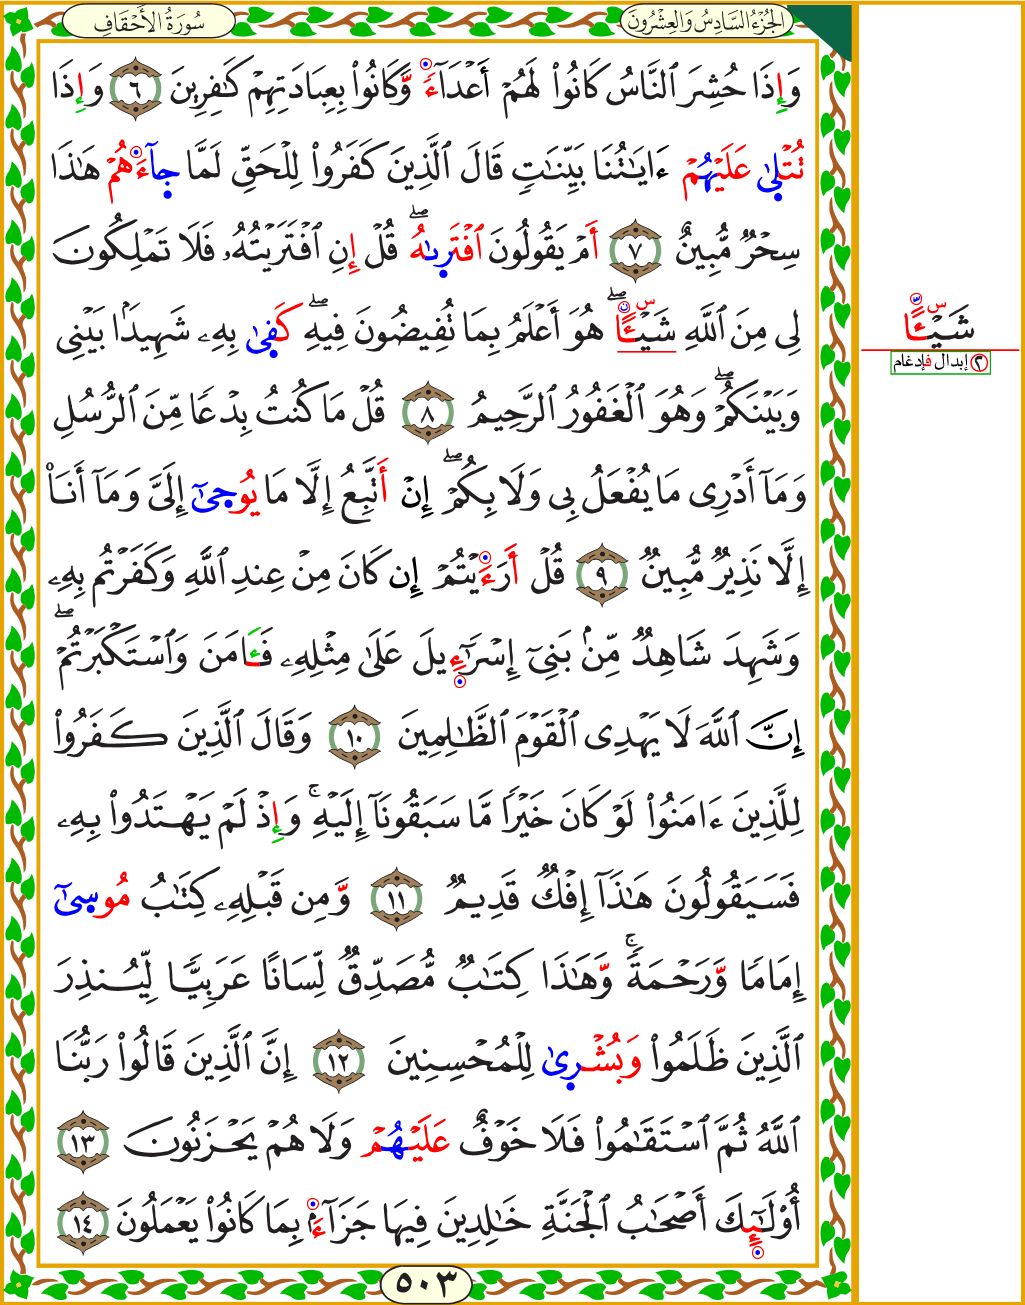 الجُزْءُ السَّادِسُ وَالعِشْرُونَ
سُورَةُ الأَحْقَافِ
وَإِذَا حُشِرَ ٱلنَّاسُ كَانُوا۟ لَهُمْ أَعْدَآءً وَّكَانُوا۟ بِعِبَادَتِهِمْ كَٰفِرِينَ ٦ وَإِذَا
تُتْلَىٰ عَلَيْهُمْ ءَايَٰتُنَا بَيِّنَٰتٍ قَالَ ٱلَّذِينَ كَفَرُوا۟ لِلْحَقِّ لَمَّا جَآءَهُمْ هَٰذَا
سِحْرٌ مُّبِينٌ ٧ أَمْ يَقُولُونَ ٱفْتَرَىٰهُ ۖ قُلْ إِنِ ٱفْتَرَيْتُهُۥ فَلَا تَمْلِكُونَ
لِى مِنَ ٱللَّهِ شَيْـًٔا ۖ هُوَ أَعْلَمُ بِمَا تُفِيضُونَ فِيهِ ۖ كَفَىٰ بِهِۦ شَهِيدًۢا بَيْنِى
وَبَيْنَكُمْ ۖ وَهُوَ ٱلْغَفُورُ ٱلرَّحِيمُ ٨ قُلْ مَا كُنتُ بِدْعًا مِّنَ ٱلرُّسُلِ
وَمَآ أَدْرِى مَا يُفْعَلُ بِى وَلَا بِكُمْ ۖ إِنْ أَتَّبِعُ إِلَّا مَا يُوحَىٰٓ إِلَىَّ وَمَآ أَنَا۠
إِلَّا نَذِيرٌ مُّبِينٌ ٩ قُلْ أَرَءَيْتُمْ إِن كَانَ مِنْ عِندِ ٱللَّهِ وَكَفَرْتُم بِهِۦ
وَشَهِدَ شَاهِدٌ مِّنۢ بَنِىٓ إِسْرَٰٓءِيلَ عَلَىٰ مِثْلِهِۦ فَـَٔامَنَ وَٱسْتَكْبَرْتُمْ ۖ
إِنَّ ٱللَّهَ لَا يَهْدِى ٱلْقَوْمَ ٱلظَّٰلِمِينَ ١٠ وَقَالَ ٱلَّذِينَ كَفَرُوا۟
لِلَّذِينَ ءَامَنُوا۟ لَوْ كَانَ خَيْرًا مَّا سَبَقُونَآ إِلَيْهِ ۚ وَإِذْ لَمْ يَهْتَدُوا۟ بِهِۦ
فَسَيَقُولُونَ هَٰذَآ إِفْكٌ قَدِيمٌ ١١ وَّمِن قَبْلِهِۦ كِتَٰبُ مُوسَىٰٓ
إِمَامًا وَّرَحْمَةً ۚ وَّهَٰذَا كِتَٰبٌ مُّصَدِّقٌ لِّسَانًا عَرَبِيًّا لِّيُنذِرَ
ٱلَّذِينَ ظَلَمُوا۟ وَبُشْرَىٰ لِلْمُحْسِنِينَ ١٢ إِنَّ ٱلَّذِينَ قَالُوا۟ رَبُّنَا
ٱللَّهُ ثُمَّ ٱسْتَقَٰمُوا۟ فَلَا خَوْفٌ عَلَيْهُمْ وَلَا هُمْ يَحْزَنُونَ ١٣
أُو۟لَٰٓئِكَ أَصْحَٰبُ ٱلْجَنَّةِ خَٰلِدِينَ فِيهَا جَزَآءًۢ بِمَا كَانُوا۟ يَعْمَلُونَ ١٤
٥٠٣
س
شَيْـًٔا
٢ إبدال فإدغام